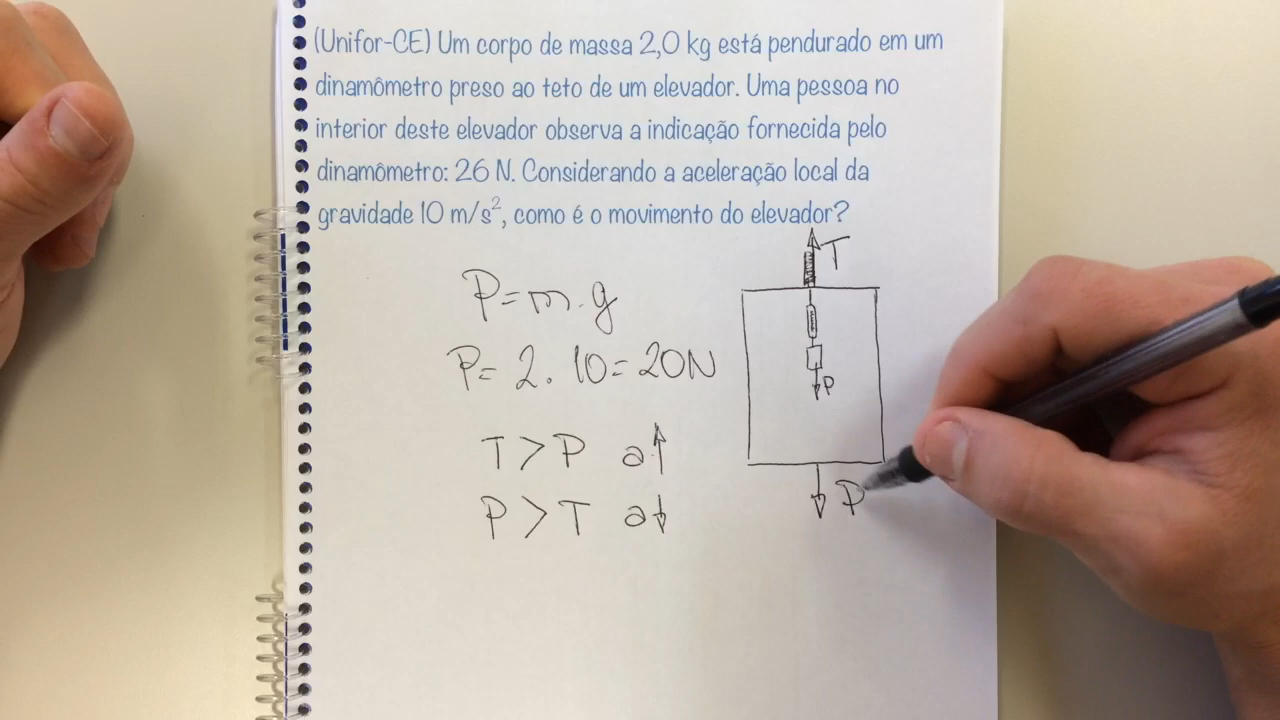 (Unifor-CE) Um corpo de massa 2,0 kg está pendurado em um
dinamômetro preso ao teto de um elevador. Uma pessoa no
interior deste elevador observa a indicação fornecida pelo
dinamômetro: 26 N. Considerando a aceleração local da
gravidade 10 m/s², como é o movimento do elevador?
T
P=m.g
P= 2. 10= 20N
P
T>P a↑
P>T a↓
P